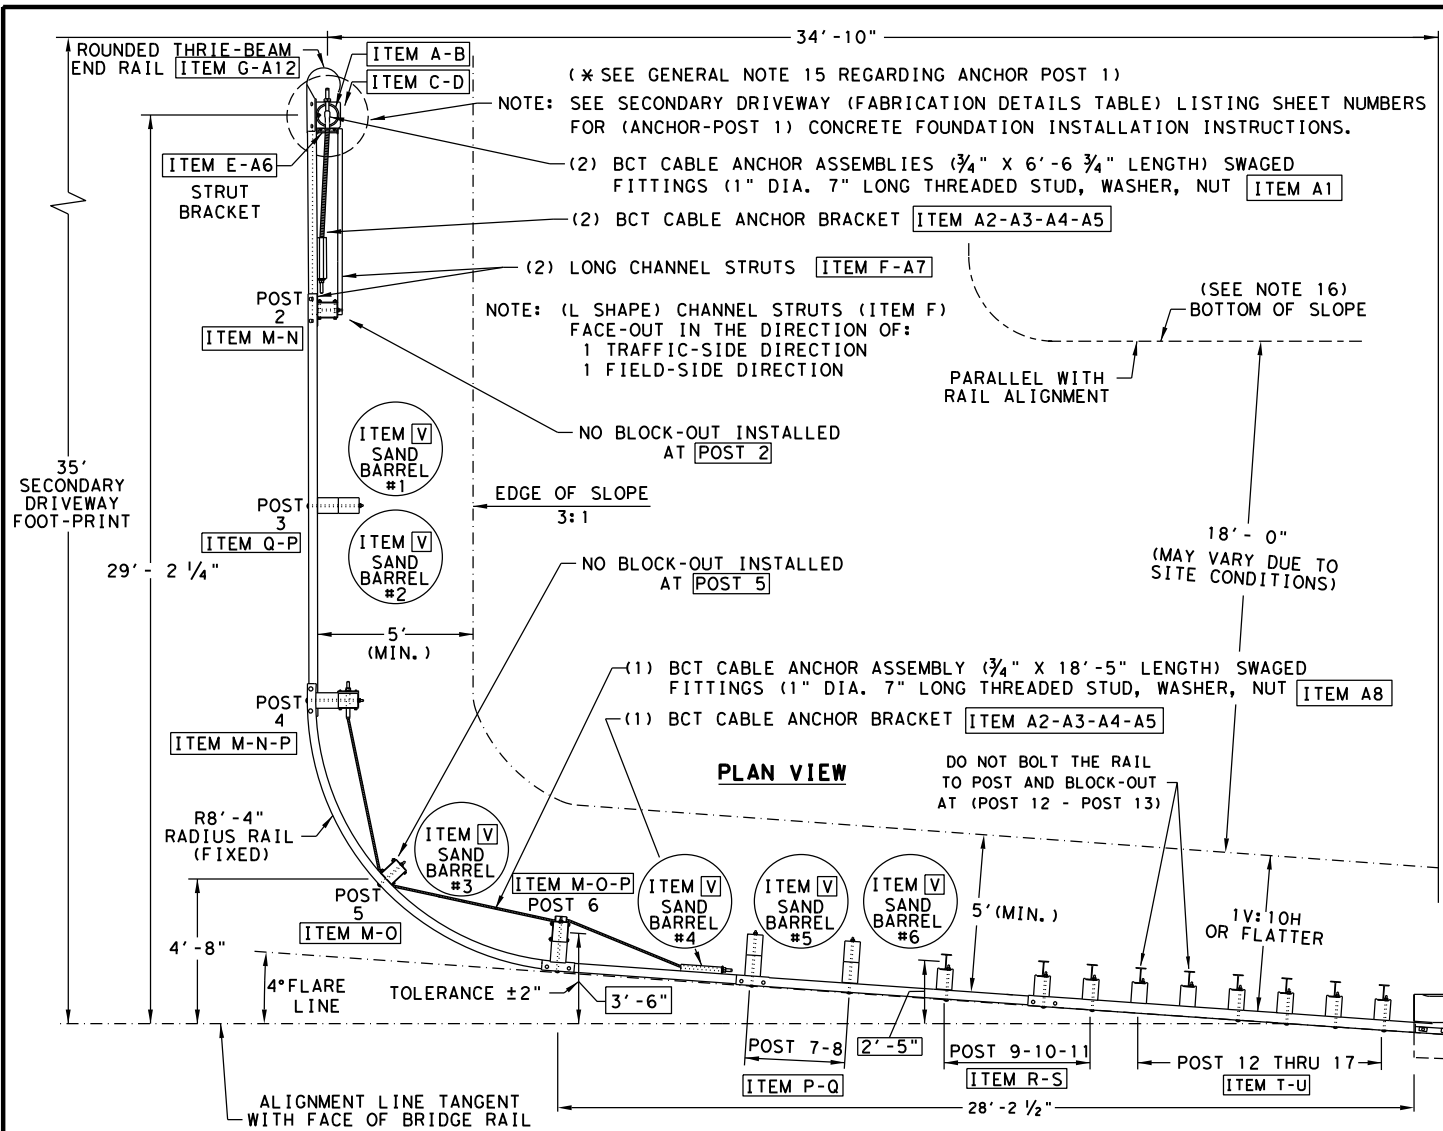 34'-10"
ROUNDED THRIE-BEAM
END RAIL ITEM G-A12
ITEM A-B
ITEM C-D
(* SEE GENERAL NOTE 15 REGARDING ANCHOR POST 1)
NOTE: SEE SECONDARY DRIVEWAY (FABRICATION DETAILS TABLE) LISTING SHEET NUMBERS
FOR (ANCHOR-POST 1) CONCRETE FOUNDATION INSTALLATION INSTRUCTIONS.
ITEM E-A6
STRUT
BRACKET
(2) BCT CABLE ANCHOR ASSEMBLIES (3/4" X 6'-6 3/4" LENGTH) SWAGED
FITTINGS (1" DIA. 7" LONG THREADED STUD, WASHER, NUT ITEM A1
(2) BCT CABLE ANCHOR BRACKET ITEM A2-A3-A4-A5
(2) LONG CHANNEL STRUTS ITEM F-A7
POST
2
ITEM M-N
NOTE: (L SHAPE) CHANNEL STRUTS (ITEM F)
FACE-OUT IN THE DIRECTION OF:
1 TRAFFIC-SIDE DIRECTION
1 FIELD-SIDE DIRECTION
(SEE NOTE 16)
BOTTOM OF SLOPE
PARALLEL WITH
RAIL ALIGNMENT
ITEM V
SAND
BARREL
#1
NO BLOCK-OUT INSTALLED
AT POST 2
35'
SECONDARY
DRIVEWAY
FOOT-PRINT
POST
3
ITEM Q-P
EDGE OF SLOPE
3:1
ITEM V
SAND
BARREL
#2
29'- 2 1/4"
NO BLOCK-OUT INSTALLED
AT POST 5
18'- 0"
(MAY VARY DUE TO
SITE CONDITIONS)
5'
(MIN.)
(1) BCT CABLE ANCHOR ASSEMBLY (3/4" X 18'-5" LENGTH) SWAGED
FITTINGS (1" DIA. 7" LONG THREADED STUD, WASHER, NUT ITEM A8
POST
4
ITEM M-N-P
(1) BCT CABLE ANCHOR BRACKET ITEM A2-A3-A4-A5
PLAN VIEW
DO NOT BOLT THE RAIL
TO POST AND BLOCK-OUT
AT (POST 12 - POST 13)
R8'-4"
RADIUS RAIL
(FIXED)
ITEM V
SAND
BARREL
#3
POST
5
ITEM M-O
ITEM M-O-P
POST 6
ITEM V
SAND
BARREL
#4
ITEM V
SAND
BARREL
#5
ITEM V
SAND
BARREL
#6
5'(MIN.)
1V:10H
OR FLATTER
4'-8"
4° FLARE
LINE
TOLERANCE ±2"
3'-6"
POST 7-8
ITEM P-Q
2'-5"
POST 9-10-11
ITEM R-S
POST 12 THRU 17
ITEM T-U
28'-2 1/2"
ALIGNMENT LINE TANGENT
WITH FACE OF BRIDGE RAIL